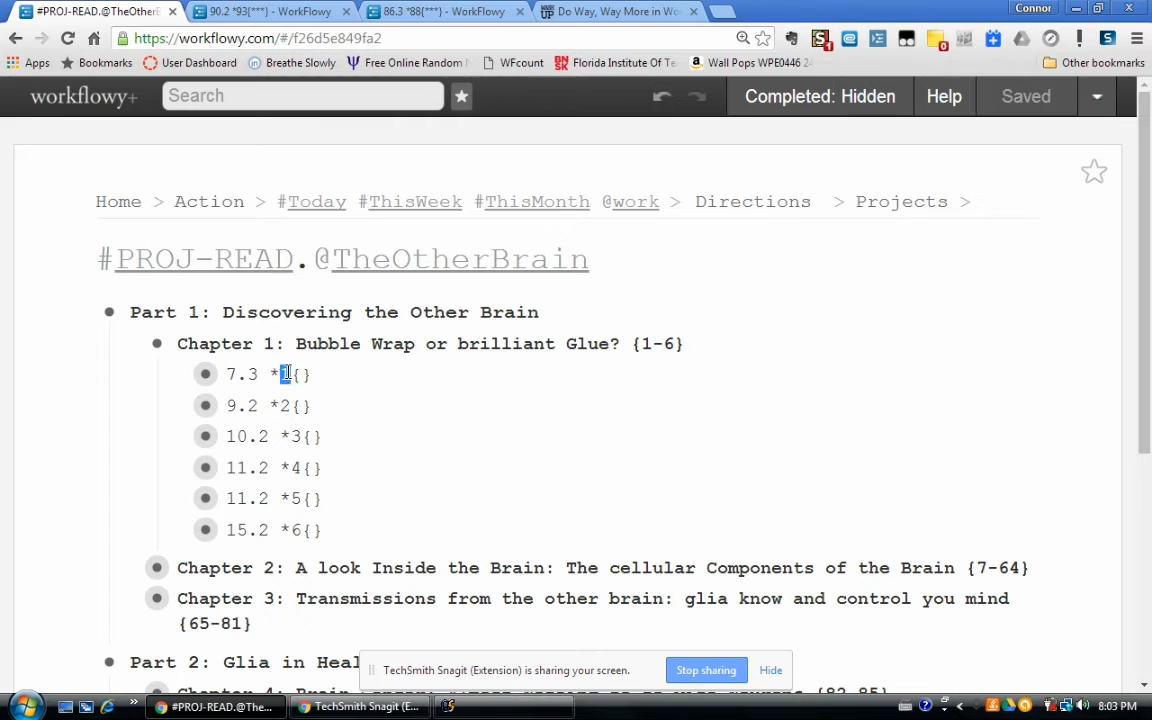 #PROJ-READ.@TheOtherE
90.2 *93{***} - WorkFlowy
86.3 *88{***} - WorkFlowy
Do Way, Way More in Wo
Connor
https://workflowy.com/#/f26d5e849fa2
Apps
Bookmarks
User Dashboard
Breathe Slowly
Free Online Random
WFcount
Florida Institute Of Te
Wall Pops WPE0446 24
Other bookmarks
workflowy+
Search
Completed: Hidden
Help
Saved
Home > Action > #Today #ThisWeek #ThisMonth @work > Directions > Projects >
#PROJ-READ.@TheOtherBrain
Part 1: Discovering the Other Brain
Chapter 1: Bubble Wrap or brilliant Glue? {1-6}
7.3 *1{}
9.2 *2{}
10.2 *3{}
11.2 *4{}
11.2 *5{}
15.2 *6{}
Chapter 2: A look Inside the Brain: The cellular Components of the Brain {7-64}
Chapter 3: Transmissions from the other brain: glia know and control you mind
{65-81}
Part 2: Glia in Heal
TechSmith Snagit (Extension) is sharing your screen.
Stop sharing
Hide
#PROJ-READ.@The...
TechSmith Snagit (E...
8:03 PM